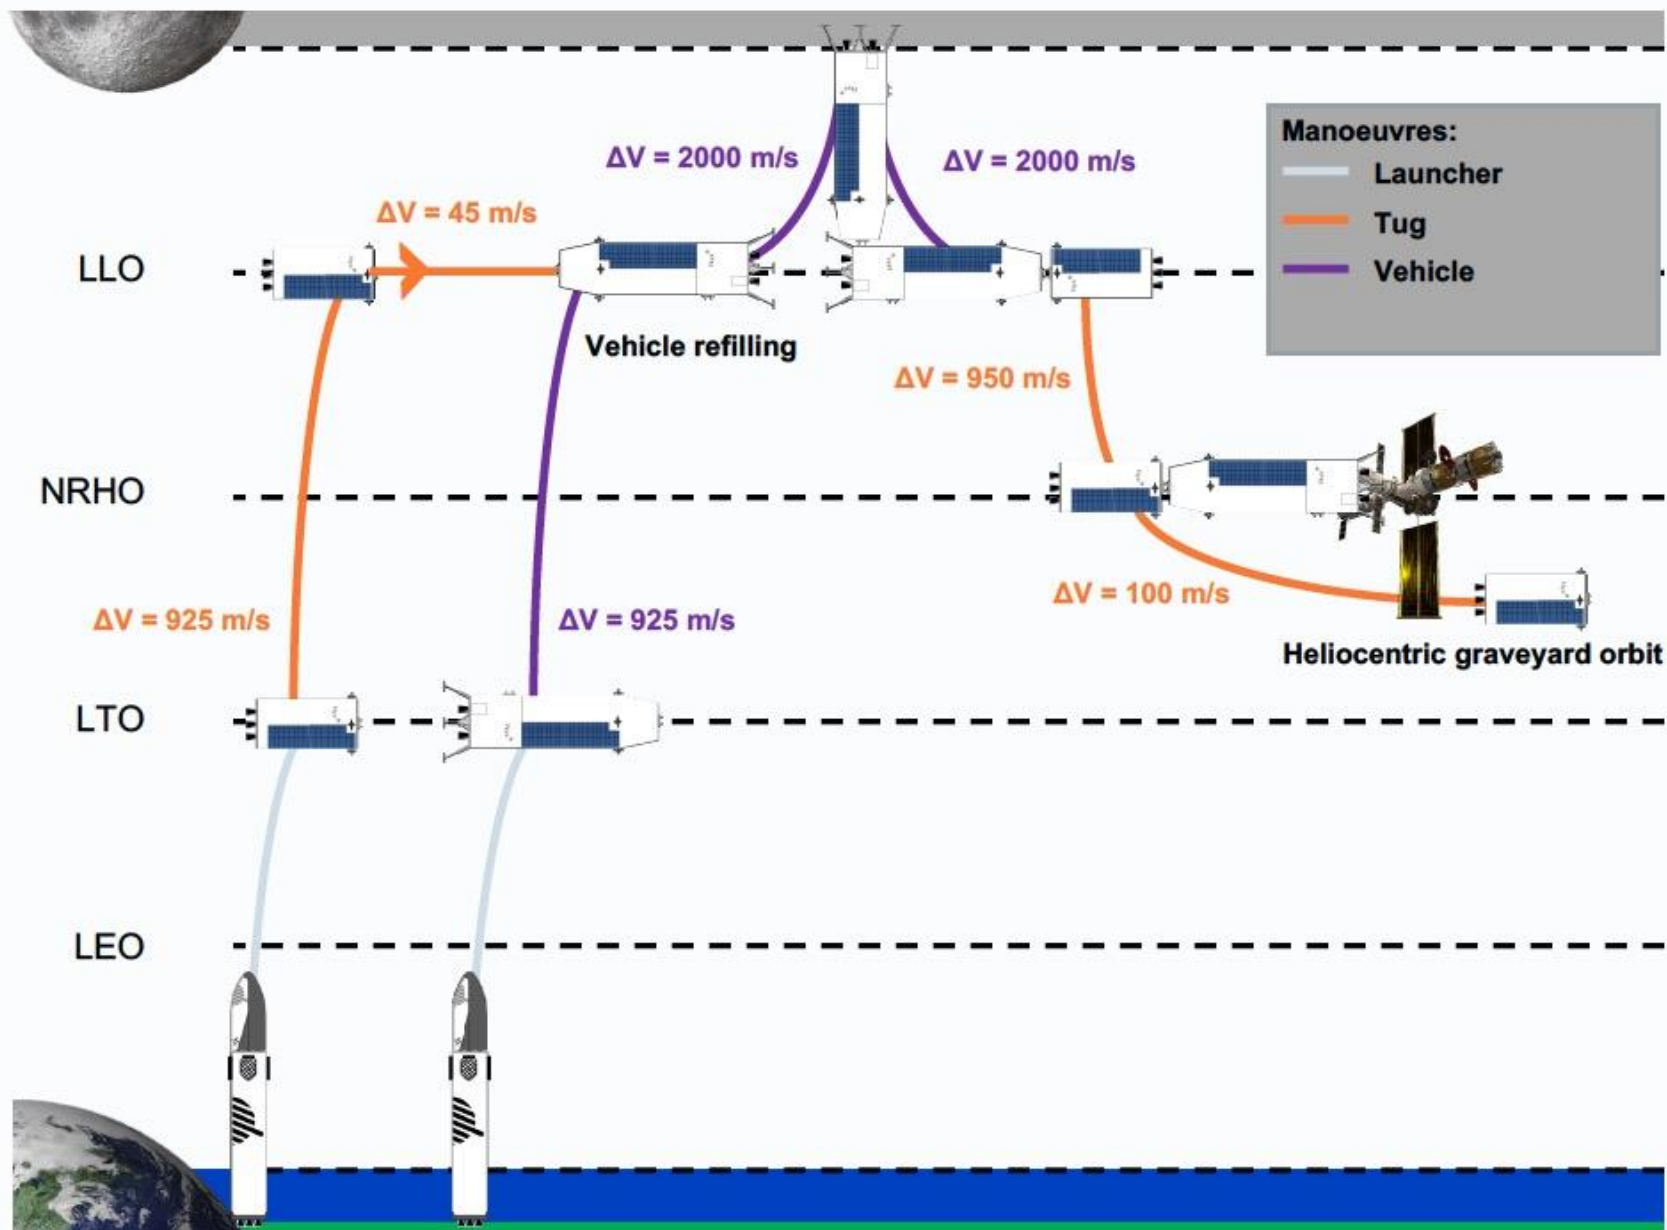 Manoeuvres:
Launcher
Tug
Vehicle
ΔV = 2000 m/s
ΔV = 2000 m/s
ΔV = 45 m/s
LLO
Vehicle refilling
ΔV = 950 m/s
NRHO
ΔV = 925 m/s
ΔV = 925 m/s
ΔV = 100 m/s
Heliocentric graveyard orbit
LTO
LEO